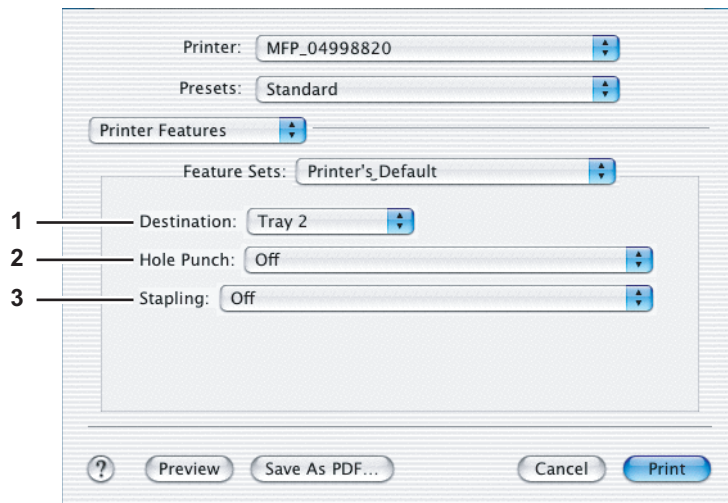 Printer: MFP_04998820
Presets: Standard
Printer Features
Feature Sets: Printer's_Default
1 Destination: Tray 2
2 Hole Punch: Off
3 Stapling: Off
? Preview Save As PDF... Cancel Print